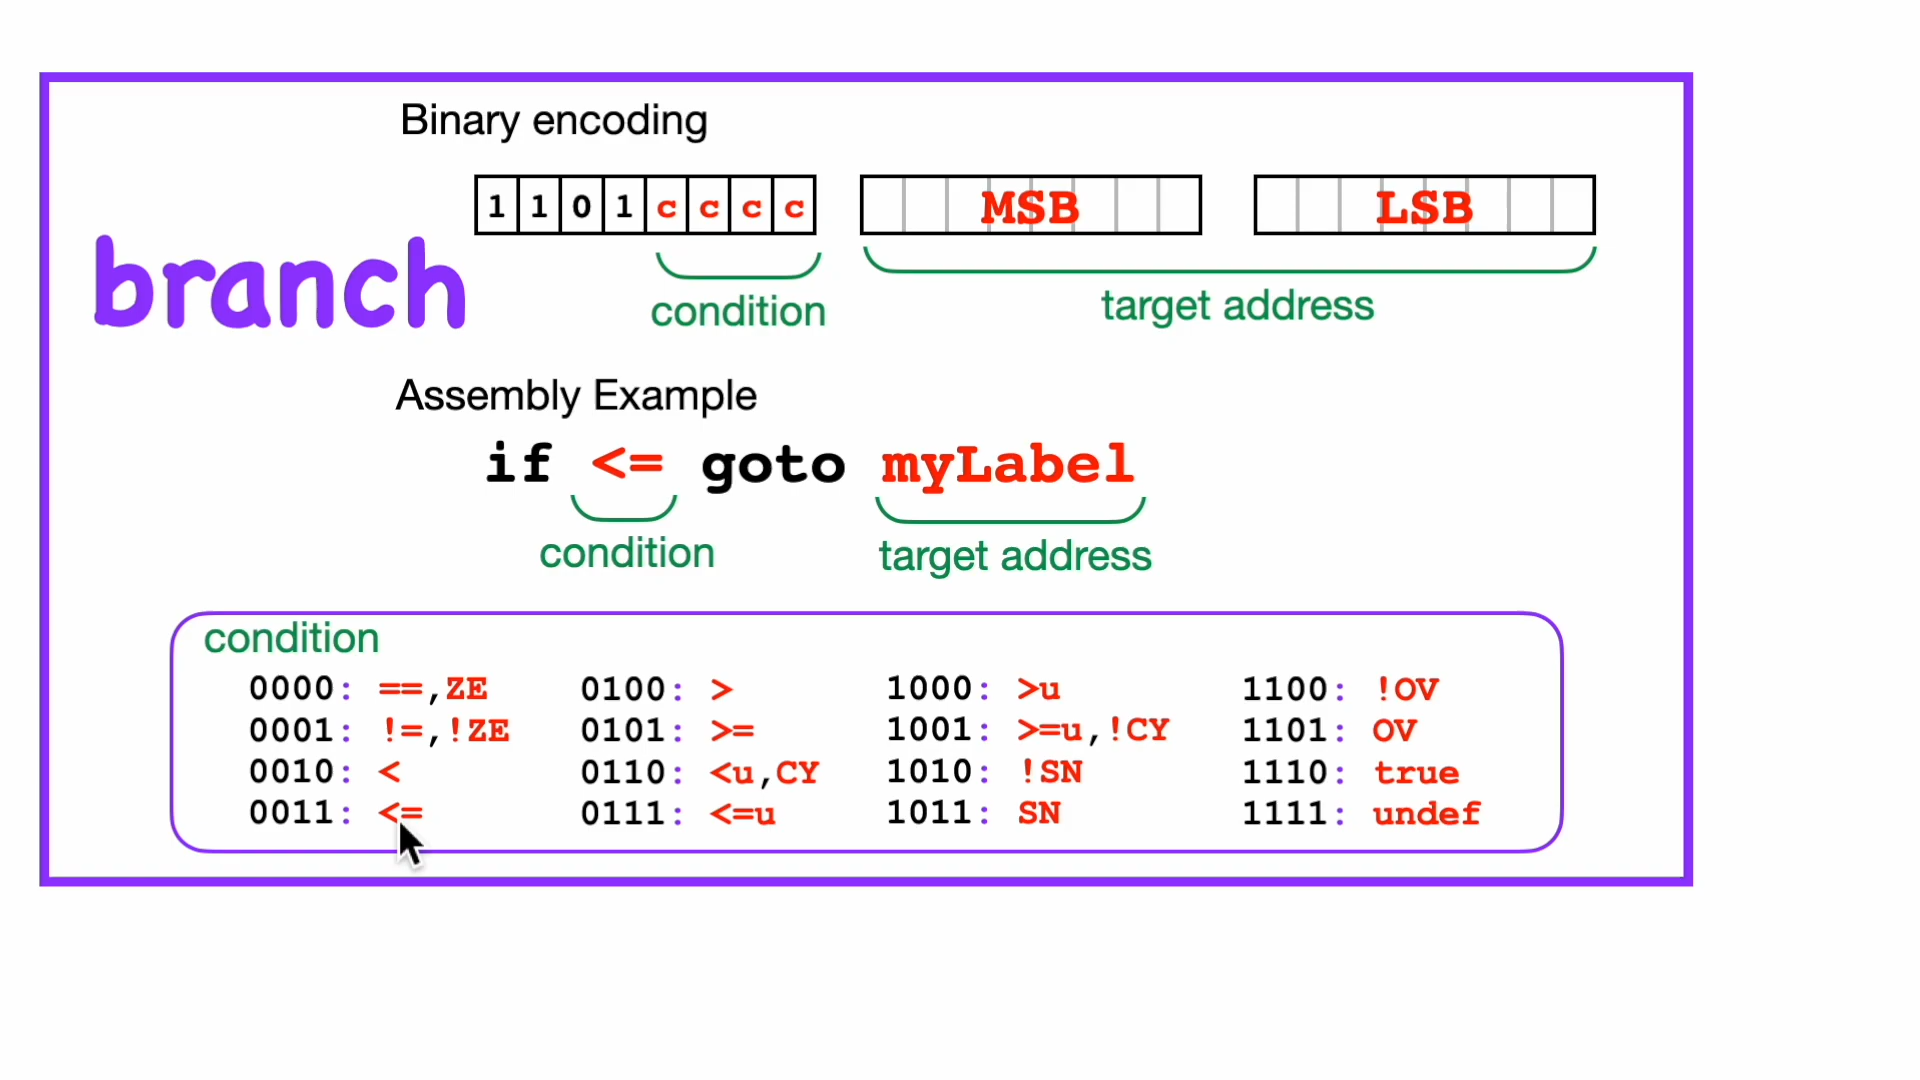 Binary encoding
1 1 0 1 c c c c MSB LSB
branch
condition target address
Assembly Example
if <= goto myLabel
condition target address
condition
0000: ==,ZE 0100: > 1000: >u 1100: !OV
0001: !=,!ZE 0101: >= 1001: >=u,!CY 1101: OV
0010: < 0110: <u,CY 1010: !SN 1110: true
0011: <= 0111: <=u 1011: SN 1111: undef